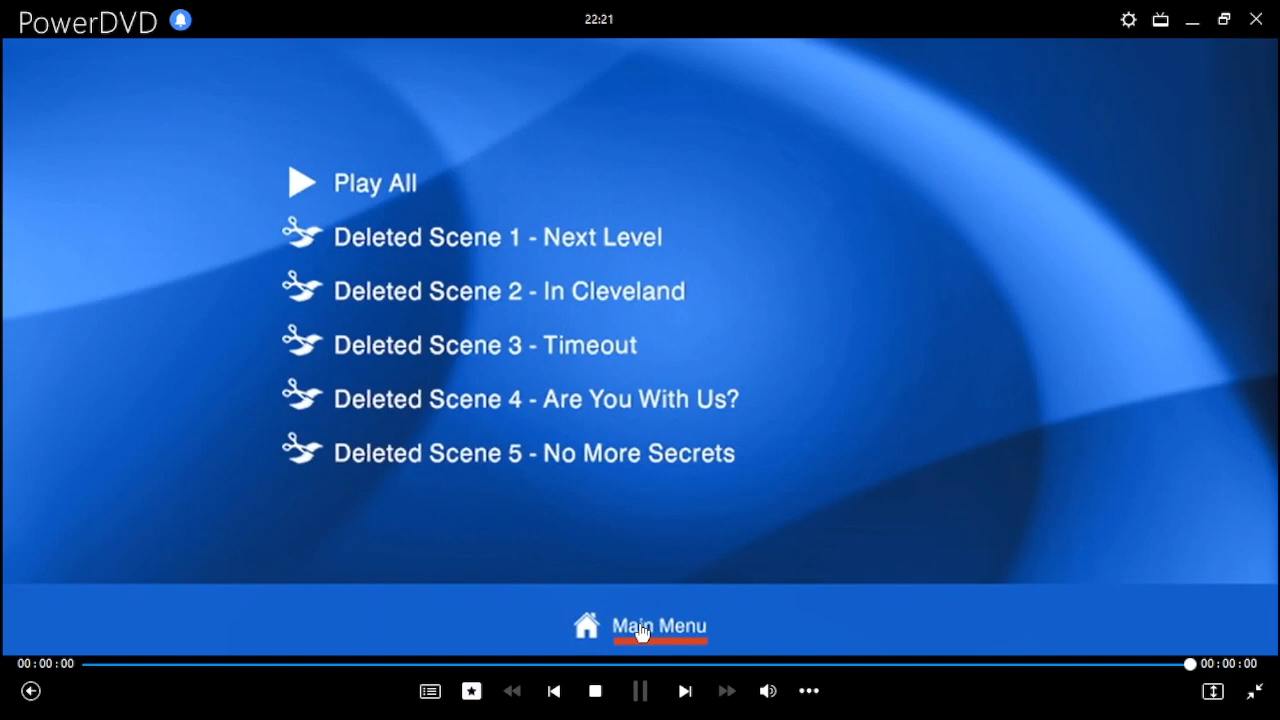 PowerDVD
22:21
Play All
Deleted Scene 1 - Next Level
Deleted Scene 2 - In Cleveland
Deleted Scene 3 - Timeout
Deleted Scene 4 - Are You With Us?
Deleted Scene 5 - No More Secrets
Main Menu
00:00:00 00:00:00